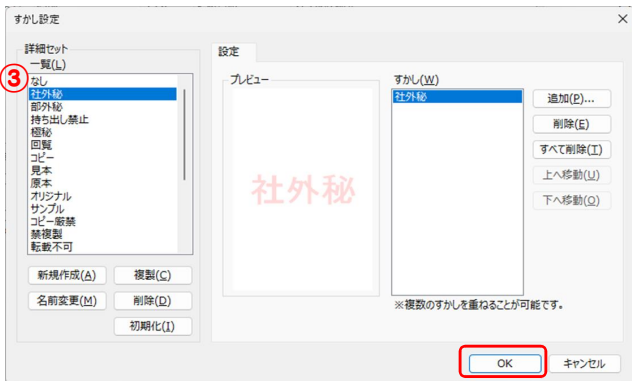 すかし設定
詳細セット
一覧(L)
③
なし
社外秘
部外秘
持ち出し禁止
極秘
回覧
コピー
見本
原本
オリジナル
サンプル
コピー厳禁
禁複製
転載不可
新規作成(A)
複製(C)
名前変更(M)
削除(D)
初期化(I)
設定
プレビュー
社外秘
すかし(W)
社外秘
追加(P)...
削除(E)
すべて削除(T)
上へ移動(U)
下へ移動(O)
※複数のすかしを重ねることが可能です。
OK
キャンセル